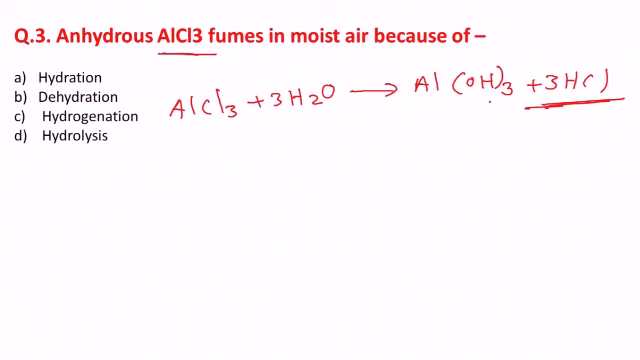 Q.3. Anhydrous AlCl3 fumes in moist air because of –
a) Hydration
b) Dehydration
c) Hydrogenation
d) Hydrolysis
AlCl3 + 3H2O ⟶ Al(OH)3 + 3HCl